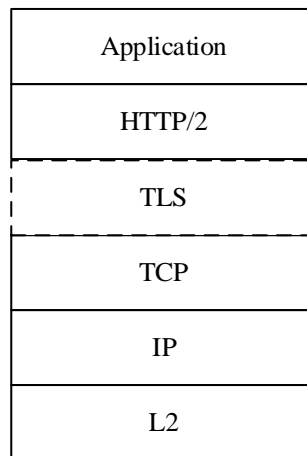 Application
HTTP/2
TLS
TCP
IP
L2